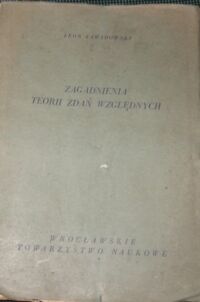 LEON ZAWADOWSKI
ZAGADNIENIA
TEORII ZDAŃ WZGLĘDNYCH
WROCŁAWSKIE
TOWARZYSTWO NAUKOWE